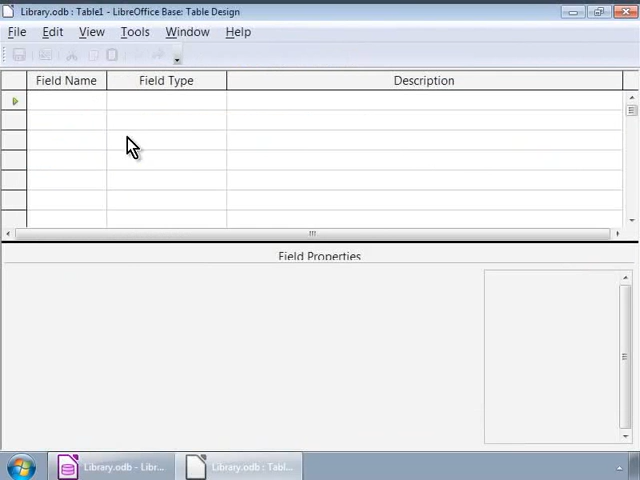 Library.odb : Table1 - LibreOffice Base: Table Design
File Edit View Tools Window Help
Field Name Field Type Description
Field Properties
Library.odb - Libr... Library.odb : Tabl...